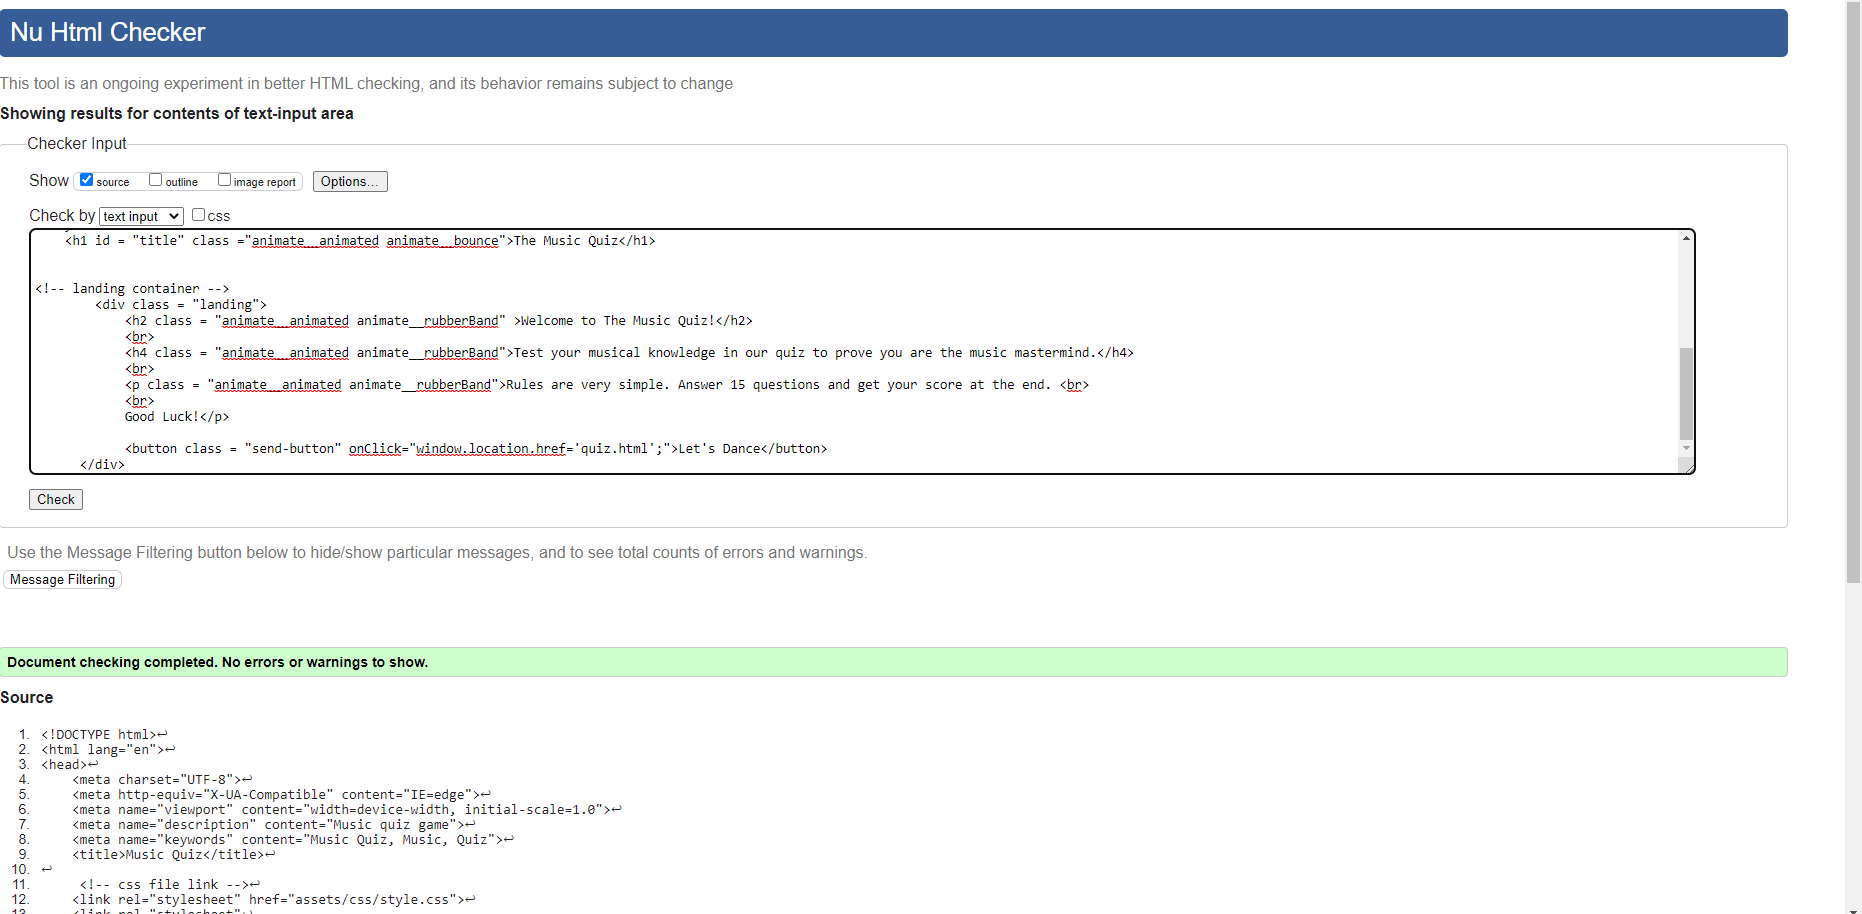 Nu Html Checker
This tool is an ongoing experiment in better HTML checking, and its behavior remains subject to change
Showing results for contents of text-input area
Checker Input
Show source outline image report Options...
Check by text input css
<h1 id = "title" class ="animate__animated animate__bounce">The Music Quiz</h1>
<!-- landing container -->
<div class = "landing">
<h2 class = "animate__animated animate__rubberBand" >Welcome to The Music Quiz!</h2>
<br>
<h4 class = "animate__animated animate__rubberBand">Test your musical knowledge in our quiz to prove you are the music mastermind.</h4>
<br>
<p class = "animate__animated animate__rubberBand">Rules are very simple. Answer 15 questions and get your score at the end. <br>
<br>
Good Luck!</p>
<button class = "send-button" onClick="window.location.href='quiz.html';">Let's Dance</button>
</div>
Check
Use the Message Filtering button below to hide/show particular messages, and to see total counts of errors and warnings.
Message Filtering
Document checking completed. No errors or warnings to show.
Source
1. <!DOCTYPE html>↩
2. <html lang="en">↩
3. <head>↩
4. <meta charset="UTF-8">↩
5. <meta http-equiv="X-UA-Compatible" content="IE=edge">↩
6. <meta name="viewport" content="width=device-width, initial-scale=1.0">↩
7. <meta name="description" content="Music quiz game">↩
8. <meta name="keywords" content="Music Quiz, Music, Quiz">↩
9. <title>Music Quiz</title>↩
10. ↩
11. <!-- css file link -->↩
12. <link rel="stylesheet" href="assets/css/style.css">↩
13. <link rel="stylesheet"↩